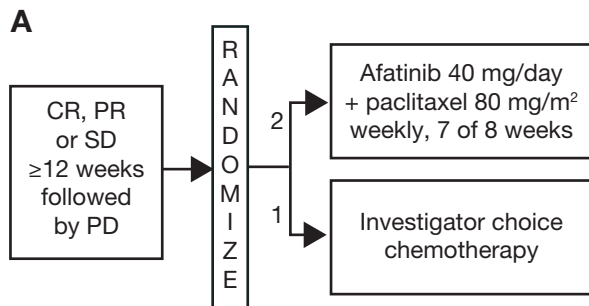 A
CR, PR
or SD
≥12 weeks
followed
by PD
RANDOMIZE
2
1
Afatinib 40 mg/day
+ paclitaxel 80 mg/m²
weekly, 7 of 8 weeks
Investigator choice
chemotherapy